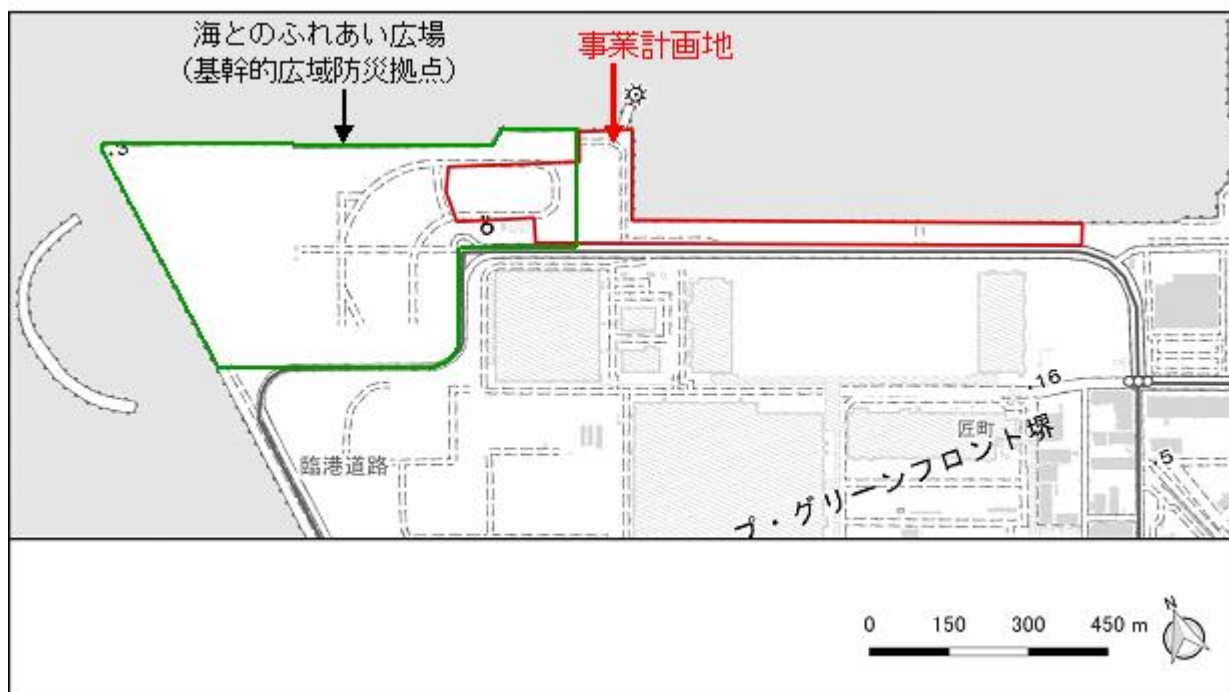 海とのふれあい広場
(基幹的広域防災拠点)
事業計画地
.3
.16
匠町
プ・グリーンフロント堺
臨港道路
.5
0 150 300 450 m
N